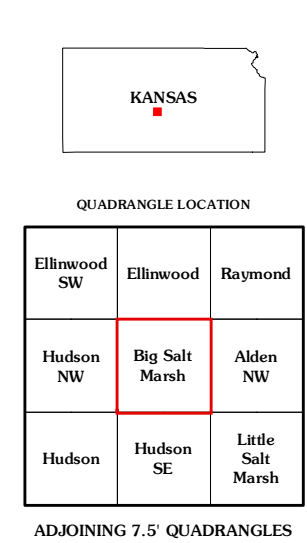 KANSAS
QUADRANGLE LOCATION
Ellinwood
SW
Ellinwood
Raymond
Hudson
NW
Big Salt
Marsh
Alden
NW
Hudson
Hudson
SE
Little
Salt
Marsh
ADJOINING 7.5' QUADRANGLES